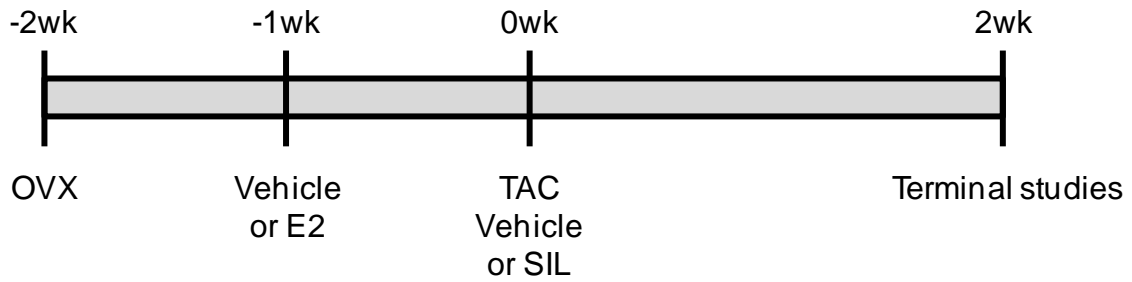 -2wk -1wk 0wk 2wk
OVX Vehicle TAC Terminal studies
or E2 Vehicle
or SIL